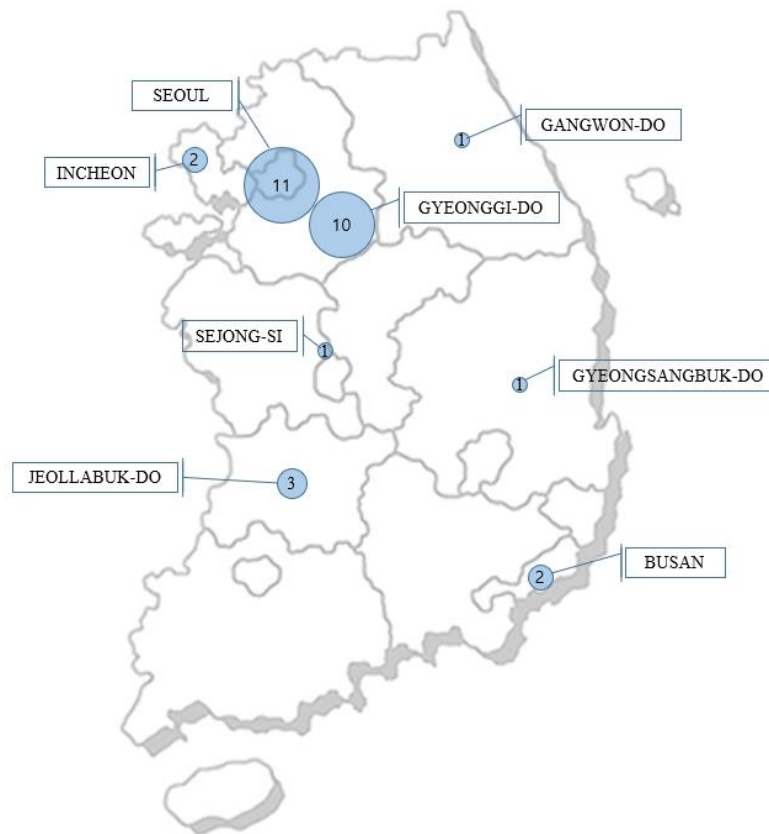 SEOUL
GANGWON-DO
1
2
INCHEON
11
GYEONGGI-DO
10
SEJONG-SI
1
GYEONGSANGBUK-DO
1
JEOLLABUK-DO
3
BUSAN
2